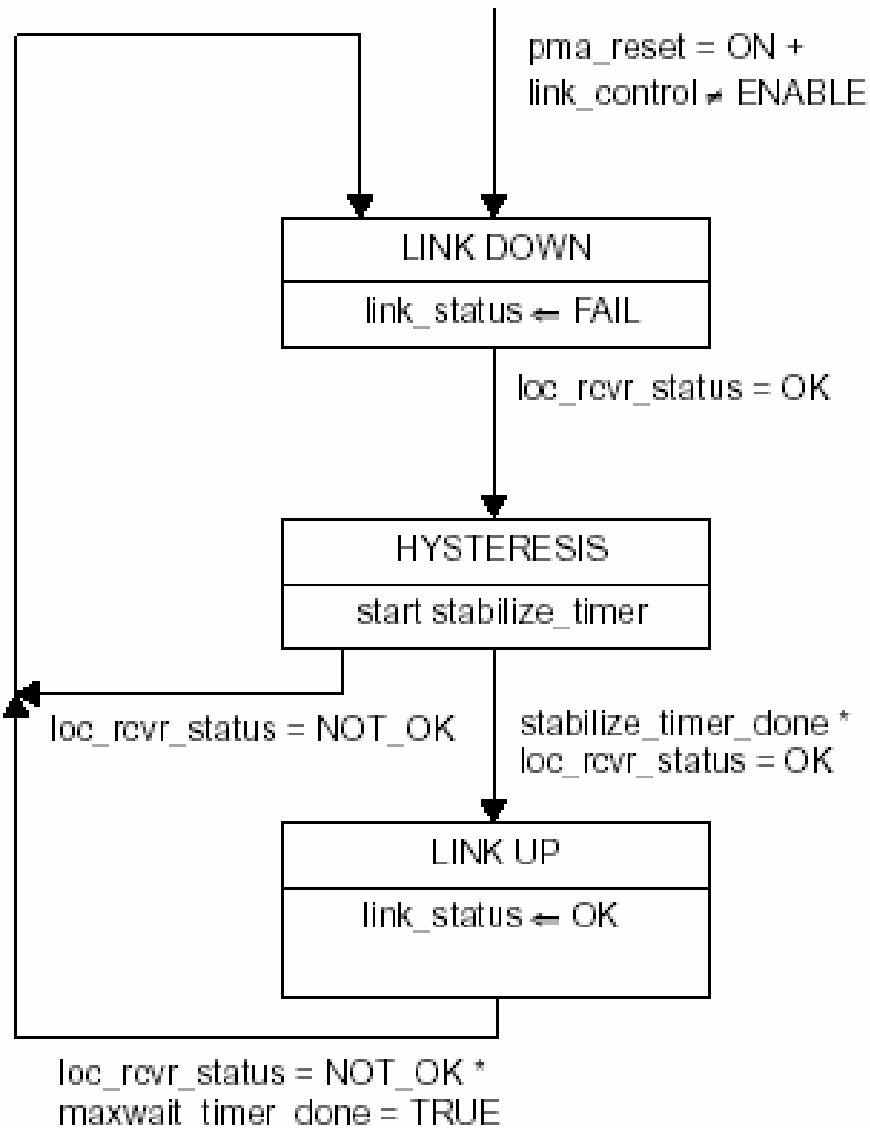 pma_reset = ON +
link_control ≠ ENABLE
LINK DOWN
link_status ⇐ FAIL
loc_rcvr_status = OK
HYSTERESIS
start stabilize_timer
loc_rcvr_status = NOT_OK
stabilize_timer_done *
loc_rcvr_status = OK
LINK UP
link_status ⇐ OK
loc_rcvr_status = NOT_OK *
maxwait_timer_done = TRUE